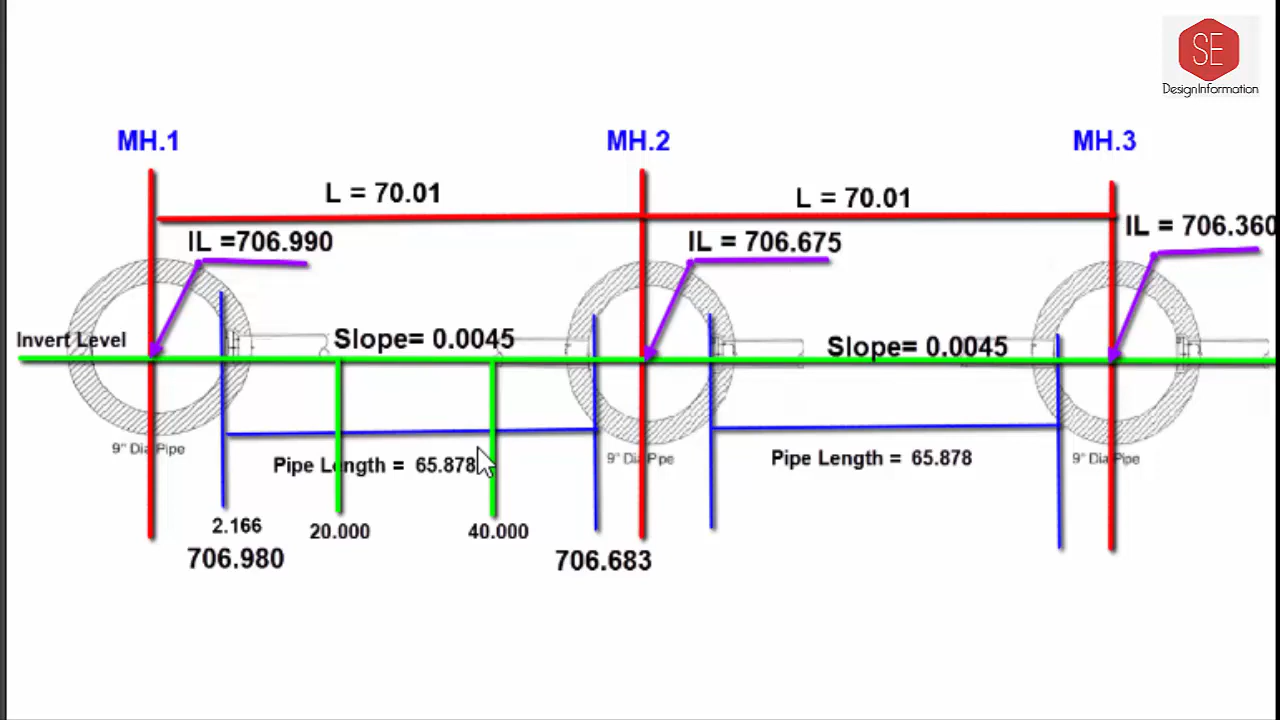 SE
DesignInformation
MH.1
MH.2
MH.3
L = 70.01
L = 70.01
IL =706.990
IL = 706.675
IL = 706.360
Invert Level
Slope= 0.0045
Slope= 0.0045
9" Dia Pipe
9" Dia Pipe
9" Dia Pipe
Pipe Length = 65.878
Pipe Length = 65.878
2.166
20.000
40.000
706.980
706.683